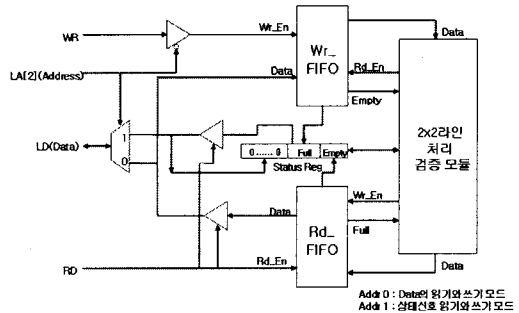 WR
Wr_En
Wr_
FIFO
Data
LA[2](Address)
Data
Rd_En
Empty
LD(Data)
1
0
0 ...... 0
Full
Empty
Status Reg
2x2라인
처리
검증 모듈
Wr_En
Data
Rd_
FIFO
Full
RD
Rd_En
Data
Addr 0 : Data의 읽기와 쓰기 모드
Addr 1 : 상태신호 읽기와 쓰기 모드